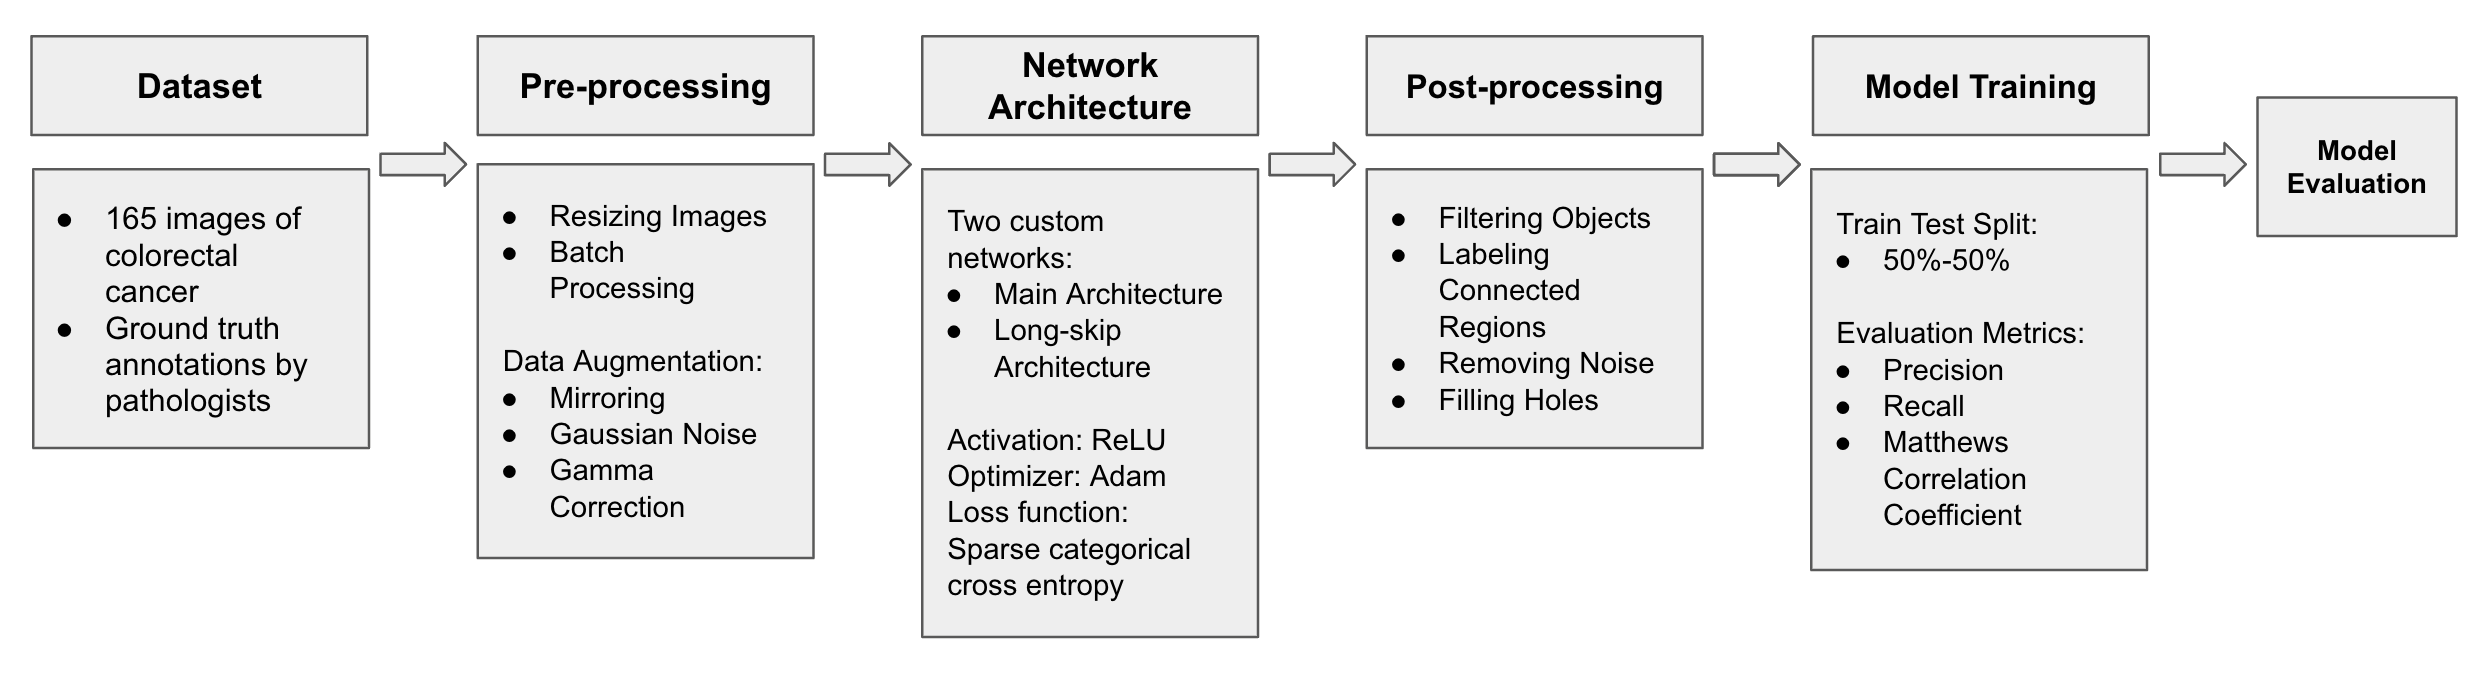 Dataset
● 165 images of
colorectal
cancer
● Ground truth
annotations by
pathologists
Pre-processing
● Resizing Images
● Batch
Processing
Data Augmentation:
● Mirroring
● Gaussian Noise
● Gamma
Correction
Network
Architecture
Two custom
networks:
● Main Architecture
● Long-skip
Architecture
Activation: ReLU
Optimizer: Adam
Loss function:
Sparse categorical
cross entropy
Post-processing
● Filtering Objects
● Labeling
Connected
Regions
● Removing Noise
● Filling Holes
Model Training
Train Test Split:
● 50%-50%
Evaluation Metrics:
● Precision
● Recall
● Matthews
Correlation
Coefficient
Model
Evaluation